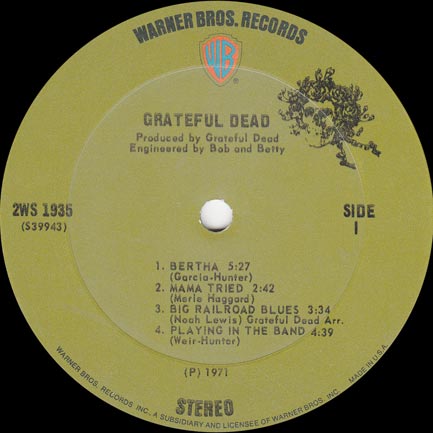 WARNER BROS. RECORDS
WB
®
GRATEFUL DEAD
Produced by Grateful Dead
Engineered by Bob and Betty
2WS 1935
(S39943)
SIDE
1
1. BERTHA 5:27
(Garcia-Hunter)
2. MAMA TRIED 2:42
(Merle Haggard)
3. BIG RAILROAD BLUES 3:34
(Noah Lewis) Grateful Dead Arr.
4. PLAYING IN THE BAND 4:39
(Weir-Hunter)
(P) 1971
STEREO
WARNER BROS. RECORDS INC. A SUBSIDIARY AND LICENSEE OF WARNER BROS. INC. MADE IN U.S.A.